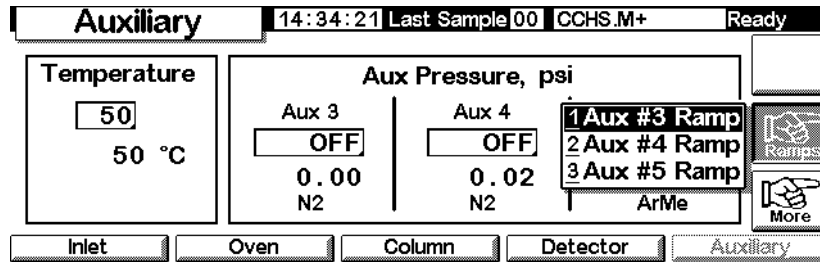 Auxiliary 14:34:21 Last Sample 00 CCHS.M+ Ready
Temperature
50
50 °C
Aux Pressure, psi
Aux 3
OFF
0.00
N2
Aux 4
OFF
0.02
N2
1 Aux #3 Ramp
2 Aux #4 Ramp
3 Aux #5 Ramp
ArMe
Ramps
More
Inlet Oven Column Detector Auxiliary